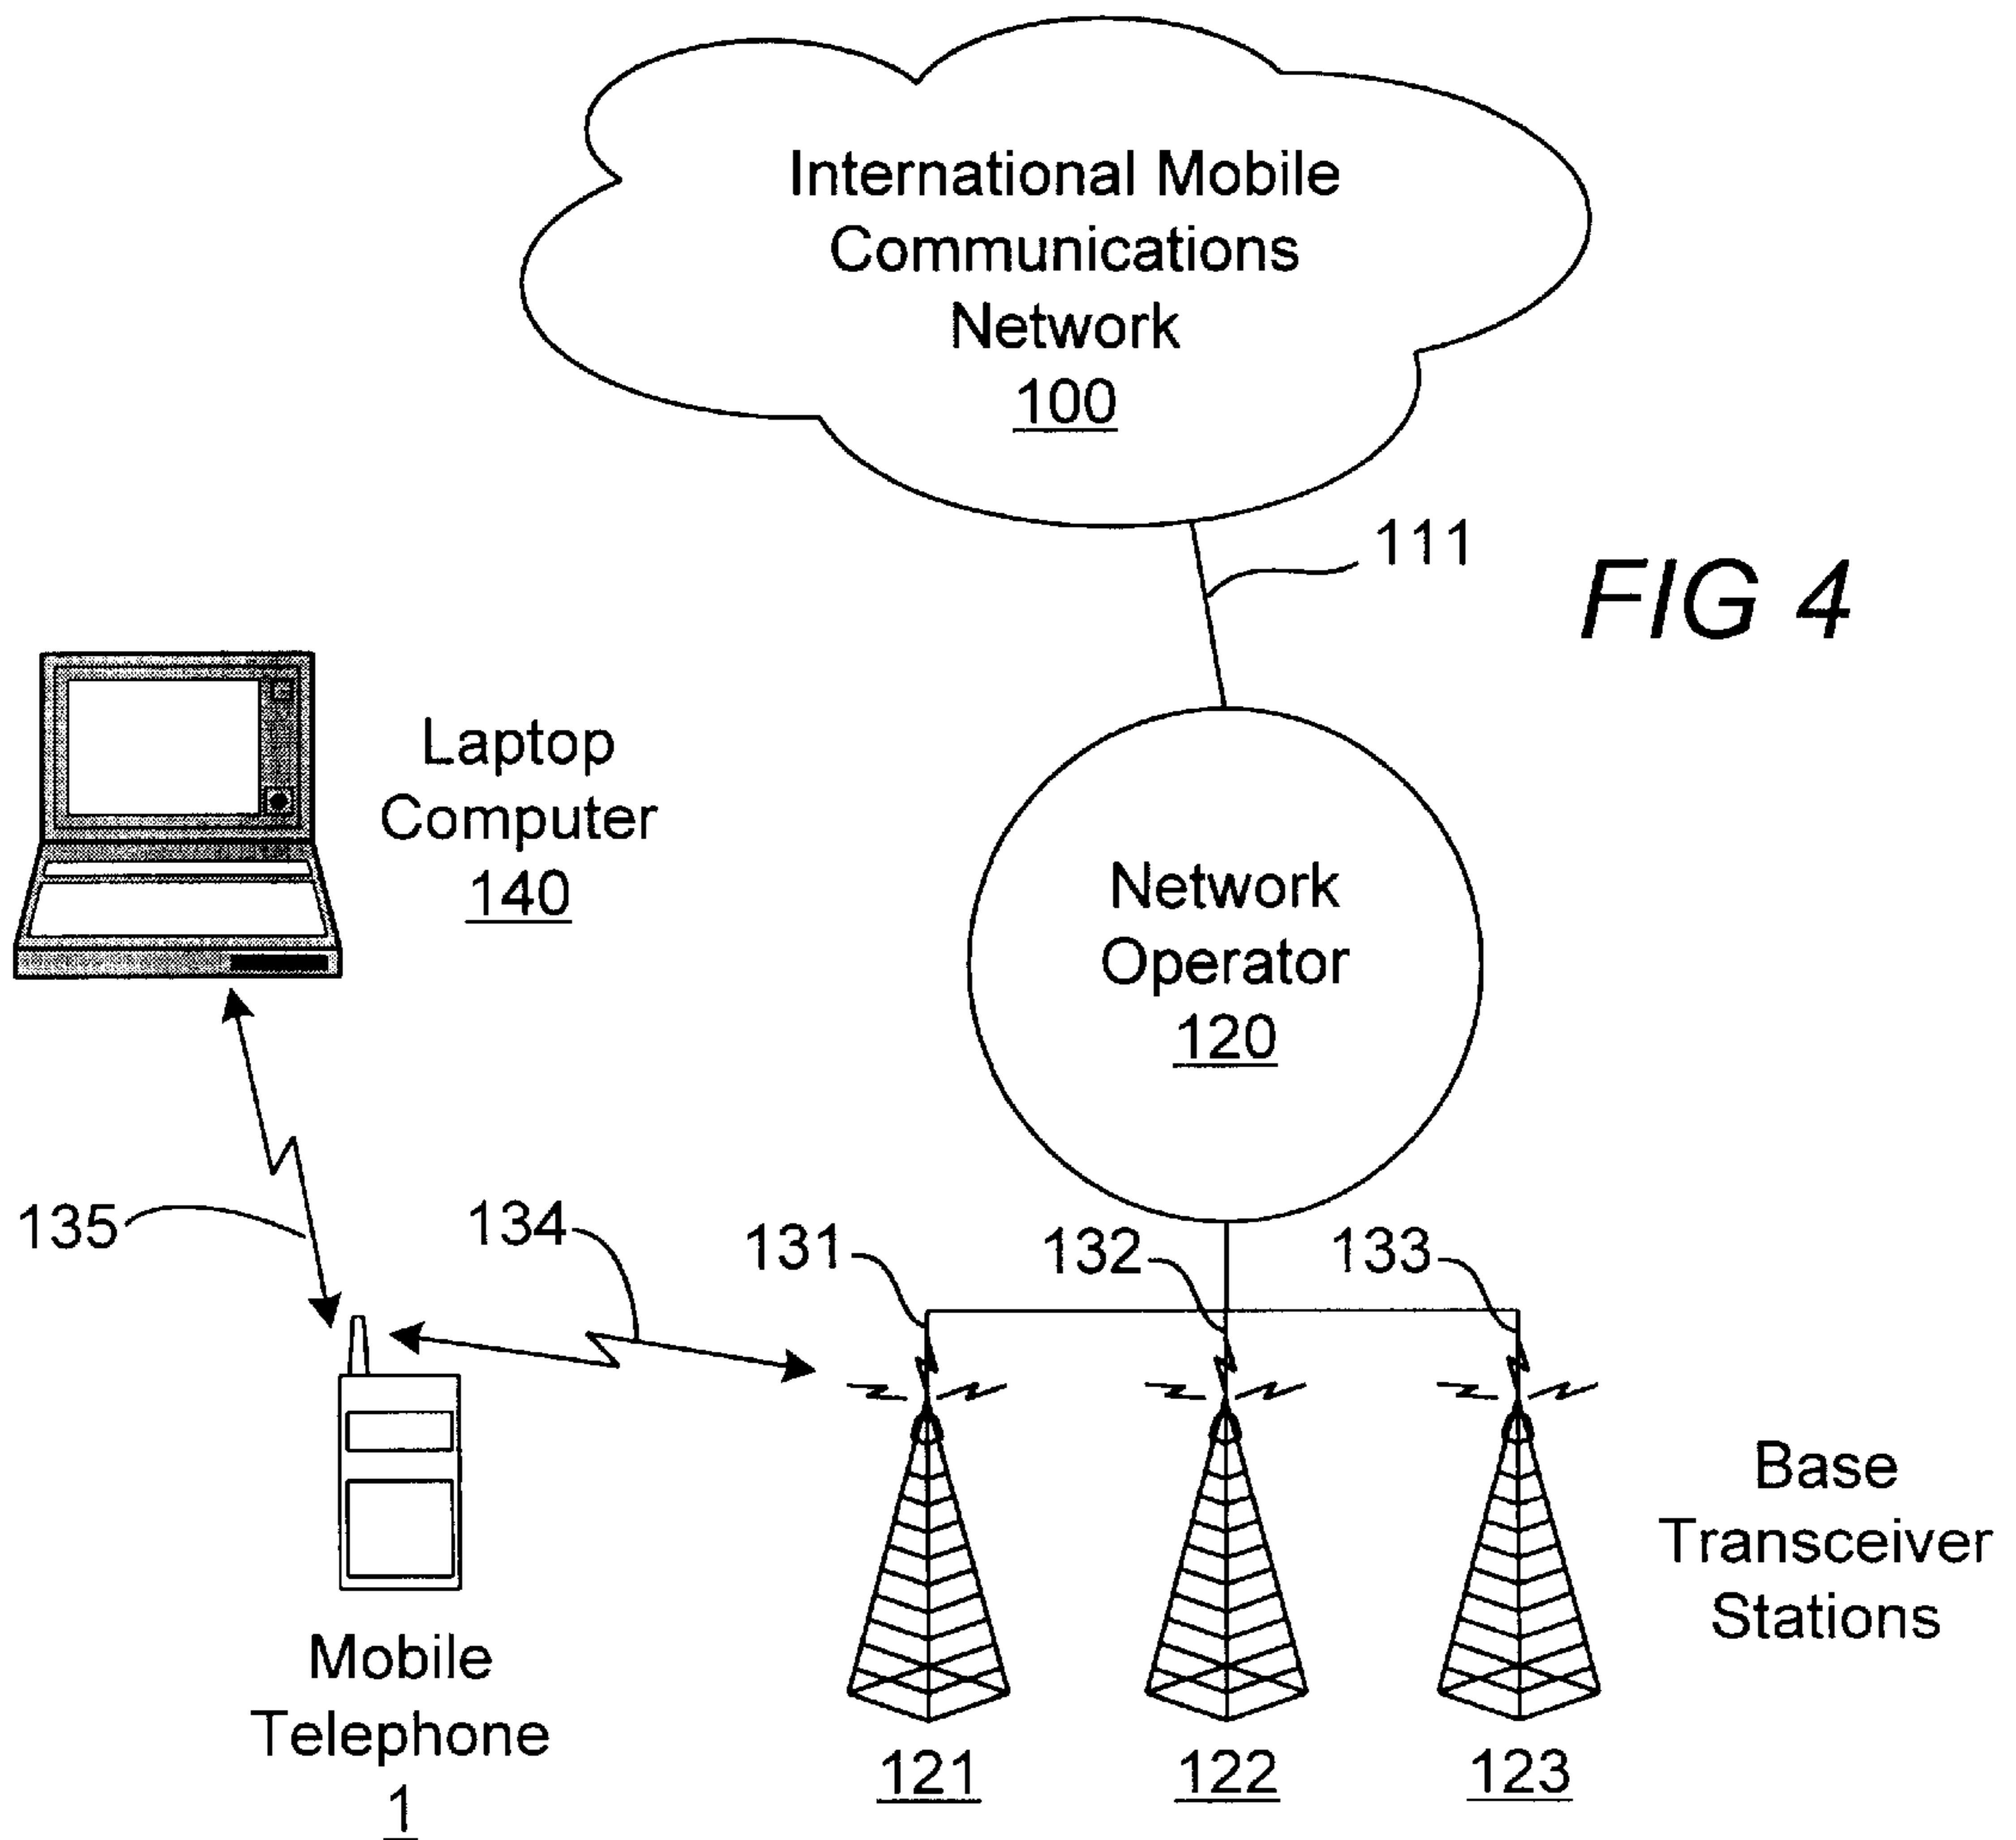 International Mobile
Communications
Network
100
111
FIG 4
Laptop
Computer
140
Network
Operator
120
135
134
131
132
133
Base
Transceiver
Stations
Mobile
Telephone
1
121
122
123